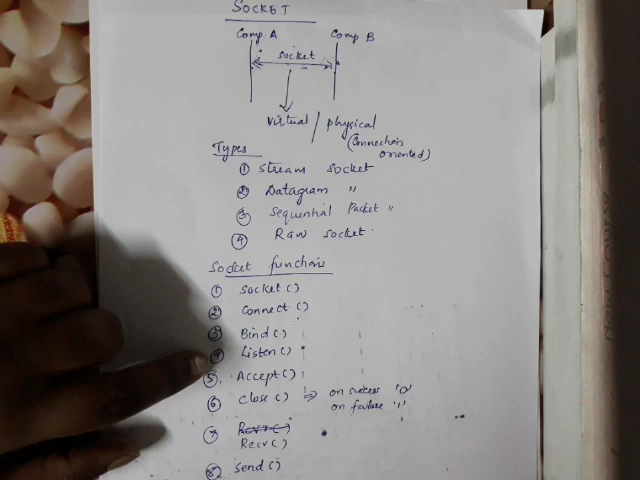 SOCKET
Comp A Comp B
socket
virtual / physical
(connection
oriented)
Types
① Stream socket
② Datagram "
③ Sequential Packet "
④ Raw socket.
Socket functions
① Socket ()
② Connect ()
③ Bind ()
④ Listen ()
⑤ Accept ()
⑥ Close () => on success '0'
on failure '1'
⑦
Recv ()
⑧ Send ()